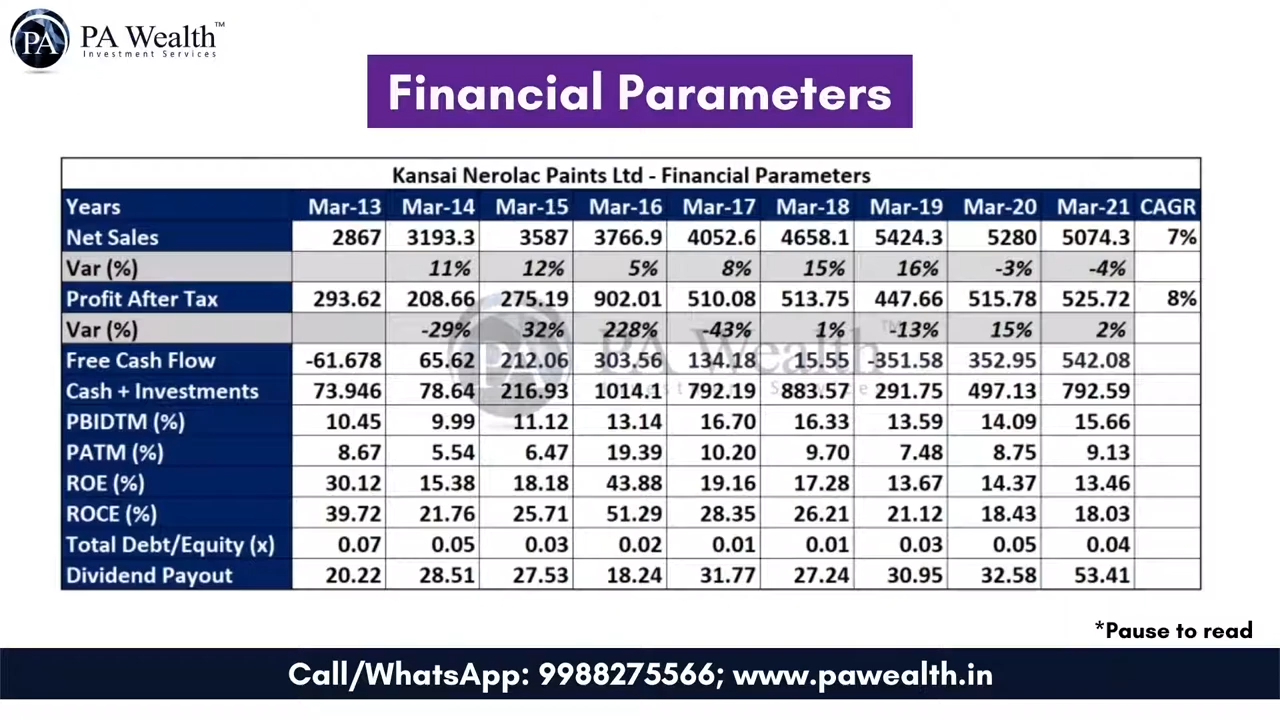 PA Wealth™
Investment Services
PA
Financial Parameters
Kansai Nerolac Paints Ltd - Financial Parameters
Years Mar-13 Mar-14 Mar-15 Mar-16 Mar-17 Mar-18 Mar-19 Mar-20 Mar-21 CAGR
Net Sales 2867 3193.3 3587 3766.9 4052.6 4658.1 5424.3 5280 5074.3 7%
Var (%) 11% 12% 5% 8% 15% 16% -3% -4%
Profit After Tax 293.62 208.66 275.19 902.01 510.08 513.75 447.66 515.78 525.72 8%
Var (%) -29% 32% 228% -43% 1% -13% 15% 2%
Free Cash Flow -61.678 65.62 212.06 303.56 134.18 15.55 -351.58 352.95 542.08
Cash + Investments 73.946 78.64 216.93 1014.1 792.19 883.57 291.75 497.13 792.59
PBIDTM (%) 10.45 9.99 11.12 13.14 16.70 16.33 13.59 14.09 15.66
PATM (%) 8.67 5.54 6.47 19.39 10.20 9.70 7.48 8.75 9.13
ROE (%) 30.12 15.38 18.18 43.88 19.16 17.28 13.67 14.37 13.46
ROCE (%) 39.72 21.76 25.71 51.29 28.35 26.21 21.12 18.43 18.03
Total Debt/Equity (x) 0.07 0.05 0.03 0.02 0.01 0.01 0.03 0.05 0.04
Dividend Payout 20.22 28.51 27.53 18.24 31.77 27.24 30.95 32.58 53.41
PA Wealth™
Investment Services
*Pause to read
Call/WhatsApp: 9988275566; www.pawealth.in